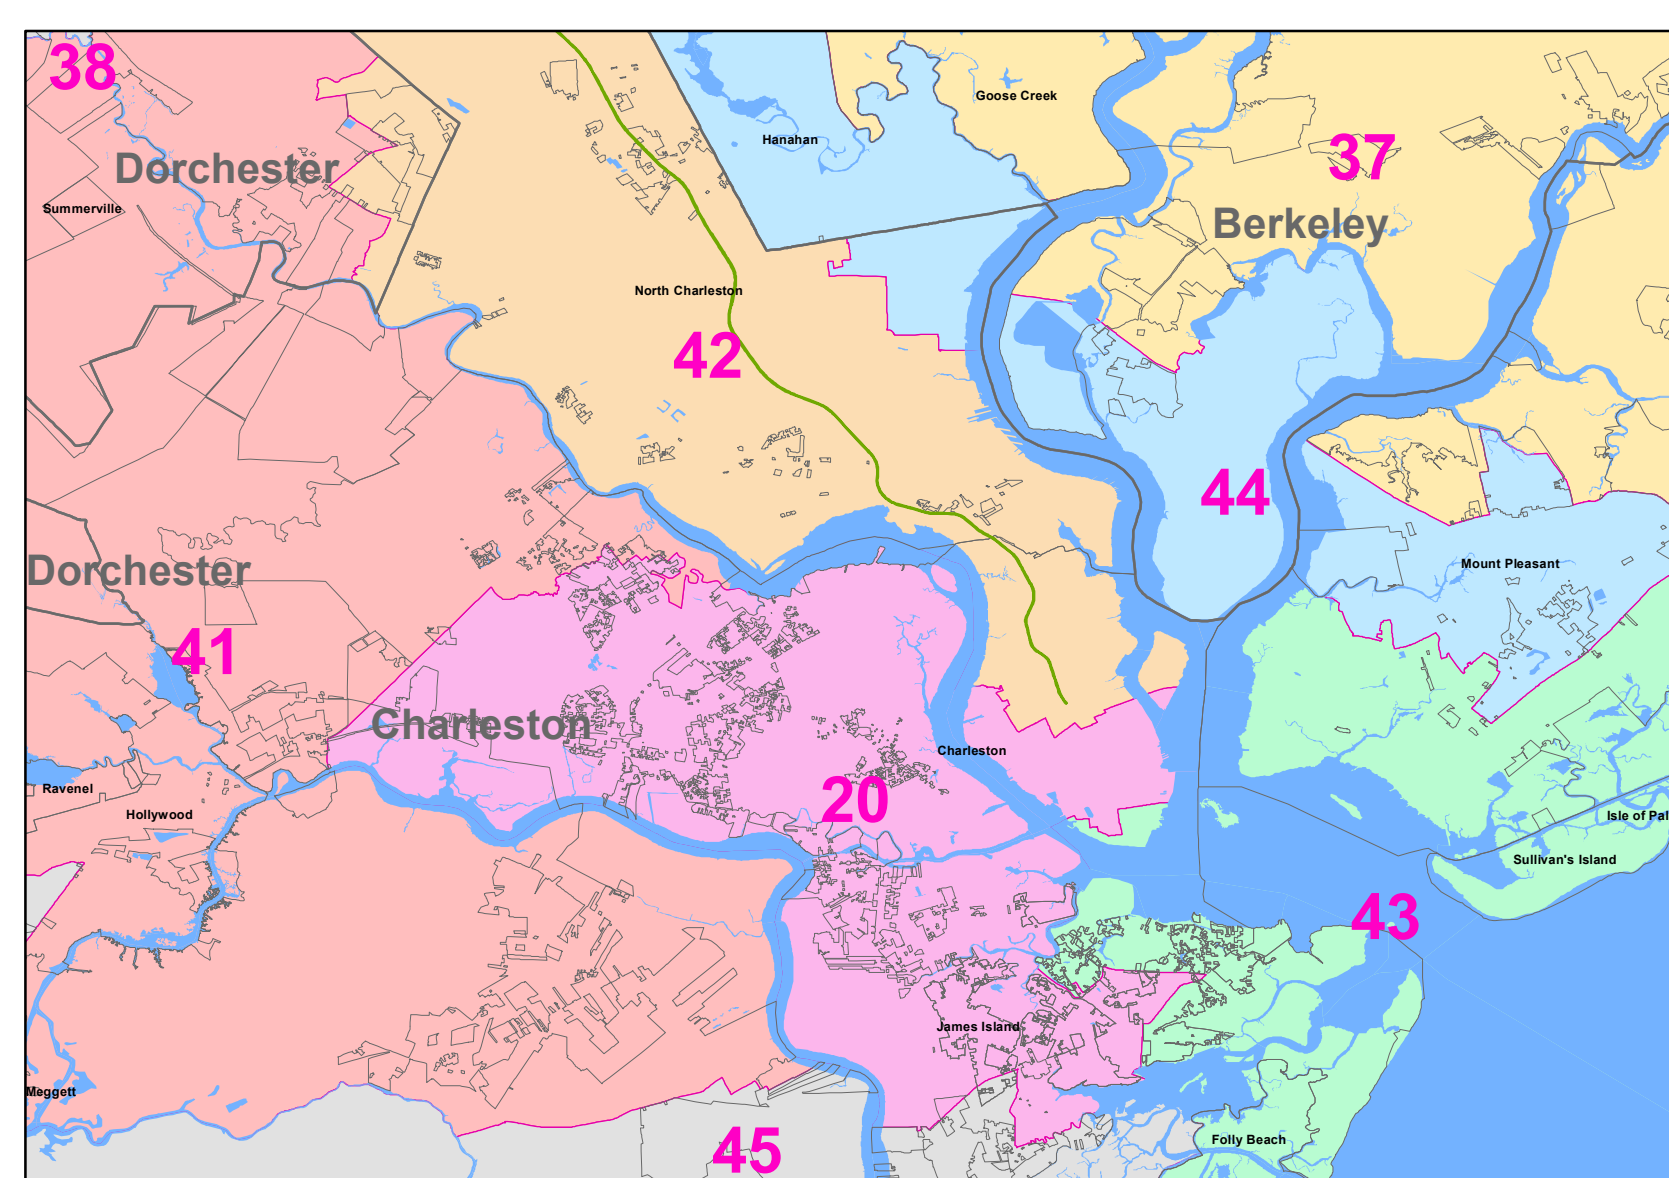 38
Goose Creek
Hanahan
37
Dorchester
Summerville
Berkeley
North Charleston
42
44
Mount Pleasant
Dorchester
41
Charleston
Charleston
Ravenel
20
Hollywood
Isle of Pal
Sullivan's Island
43
James Island
Meggett
Folly Beach
45